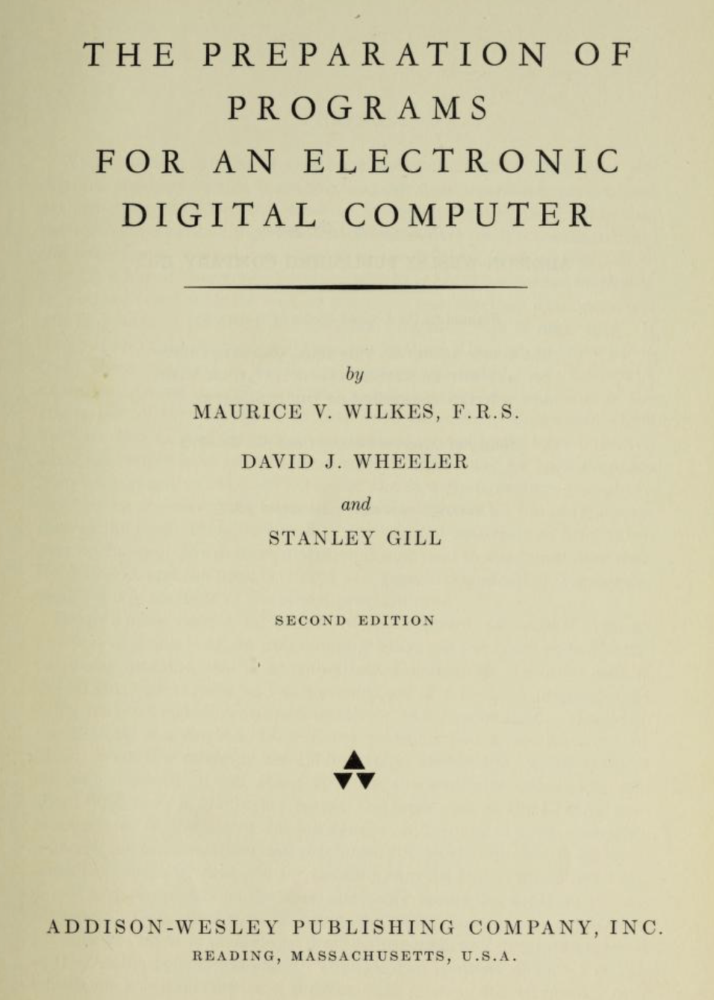 THE PREPARATION OF
PROGRAMS
FOR AN ELECTRONIC
DIGITAL COMPUTER
by
MAURICE V. WILKES, F.R.S.
DAVID J. WHEELER
and
STANLEY GILL
SECOND EDITION
ADDISON-WESLEY PUBLISHING COMPANY, INC.
READING, MASSACHUSETTS, U.S.A.